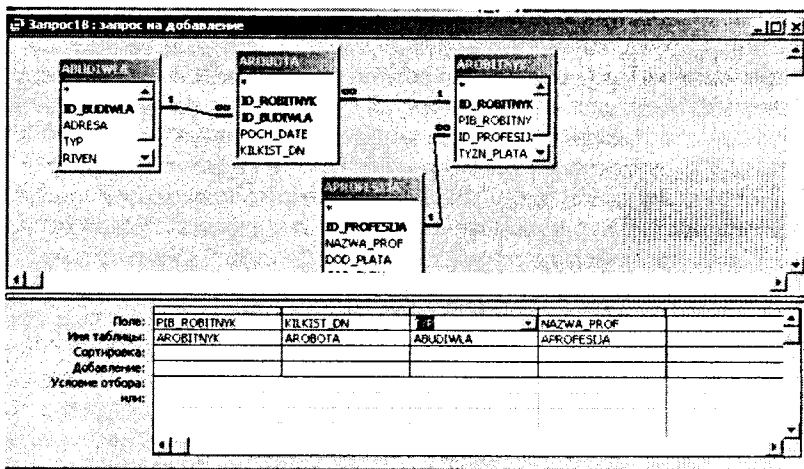 Запрос18 : запрос на добавление
ABUDIWLA
*
ID_BUDIWLA
ADRESA
TYP
RIVEN
1
∞
AROBOTA
*
ID_ROBITNYK
ID_BUDIWLA
POCH_DATE
KILKIST_DN
∞
1
AROBITNYK
*
ID_ROBITNYK
PIB_ROBITNY
ID_PROFESIJ
TYZN_PLATA
∞
APROFESIJA
*
ID_PROFESIJA
NAZWA_PROF
DOD_PLATA
1
Поле: PIB_ROBITNYK KILKIST_DN TYP NAZWA_PROF
Имя таблицы: AROBITNYK AROBOTA ABUDIWLA APROFESIJA
Сортировка:
Добавление:
Условие отбора:
или: